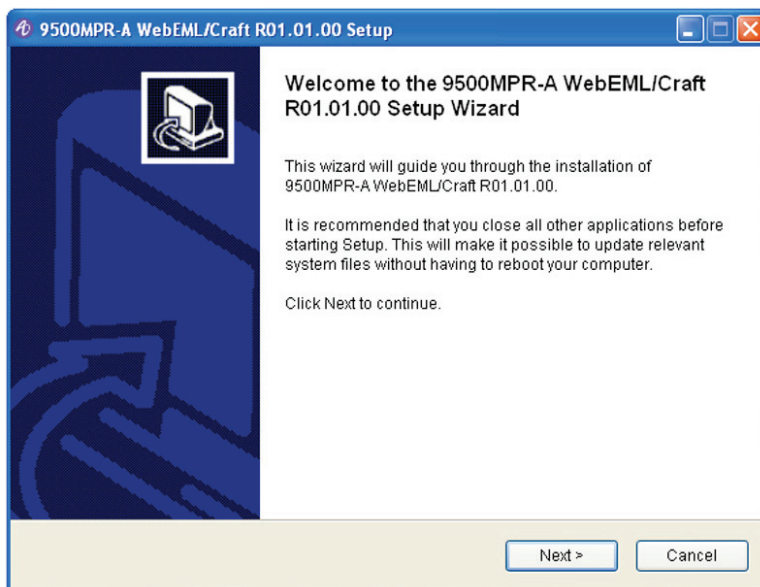 9500MPR-A WebEML/Craft R01.01.00 Setup
Welcome to the 9500MPR-A WebEML/Craft
R01.01.00 Setup Wizard
This wizard will guide you through the installation of
9500MPR-A WebEML/Craft R01.01.00.
It is recommended that you close all other applications before
starting Setup. This will make it possible to update relevant
system files without having to reboot your computer.
Click Next to continue.
Next >
Cancel